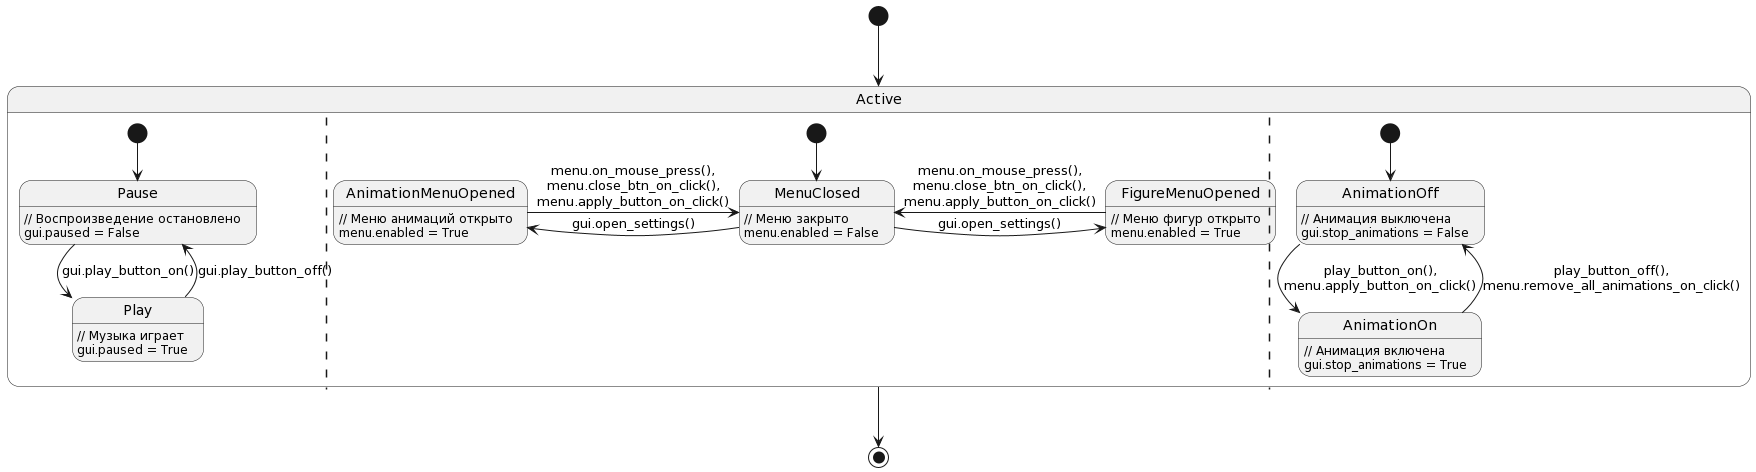 Active
Pause
// Воспроизведение остановлено
gui.paused = False
gui.play_button_on()
gui.play_button_off()
Play
// Музыка играет
gui.paused = True
AnimationMenuOpened
// Меню анимаций открыто
menu.enabled = True
menu.on_mouse_press(),
menu.close_btn_on_click(),
menu.apply_button_on_click()
gui.open_settings()
MenuClosed
// Меню закрыто
menu.enabled = False
menu.on_mouse_press(),
menu.close_btn_on_click(),
menu.apply_button_on_click()
gui.open_settings()
FigureMenuOpened
// Меню фигур открыто
menu.enabled = True
AnimationOff
// Анимация выключена
gui.stop_animations = False
play_button_on(),
menu.apply_button_on_click()
play_button_off(),
menu.remove_all_animations_on_click()
AnimationOn
// Анимация включена
gui.stop_animations = True